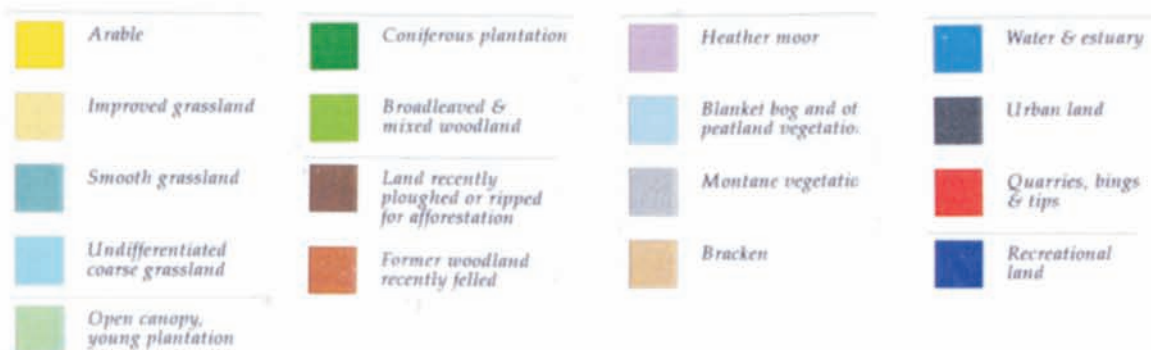 Arable
Improved grassland
Smooth grassland
Undifferentiated
coarse grassland
Open canopy,
young plantation
Coniferous plantation
Broadleaved &
mixed woodland
Land recently
ploughed or ripped
for afforestation
Former woodland
recently felled
Heather moor
Blanket bog and ot
peatland vegetatio
Montane vegetatio
Bracken
Water & estuary
Urban land
Quarries, bings
& tips
Recreational
land